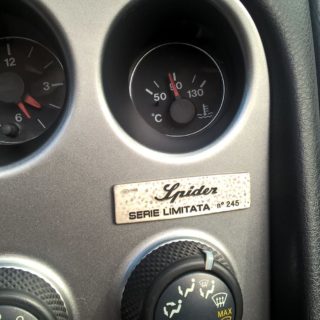 12
3
6
50 90 130
°C
Spider
SERIE LIMITATA n° 245
MAX